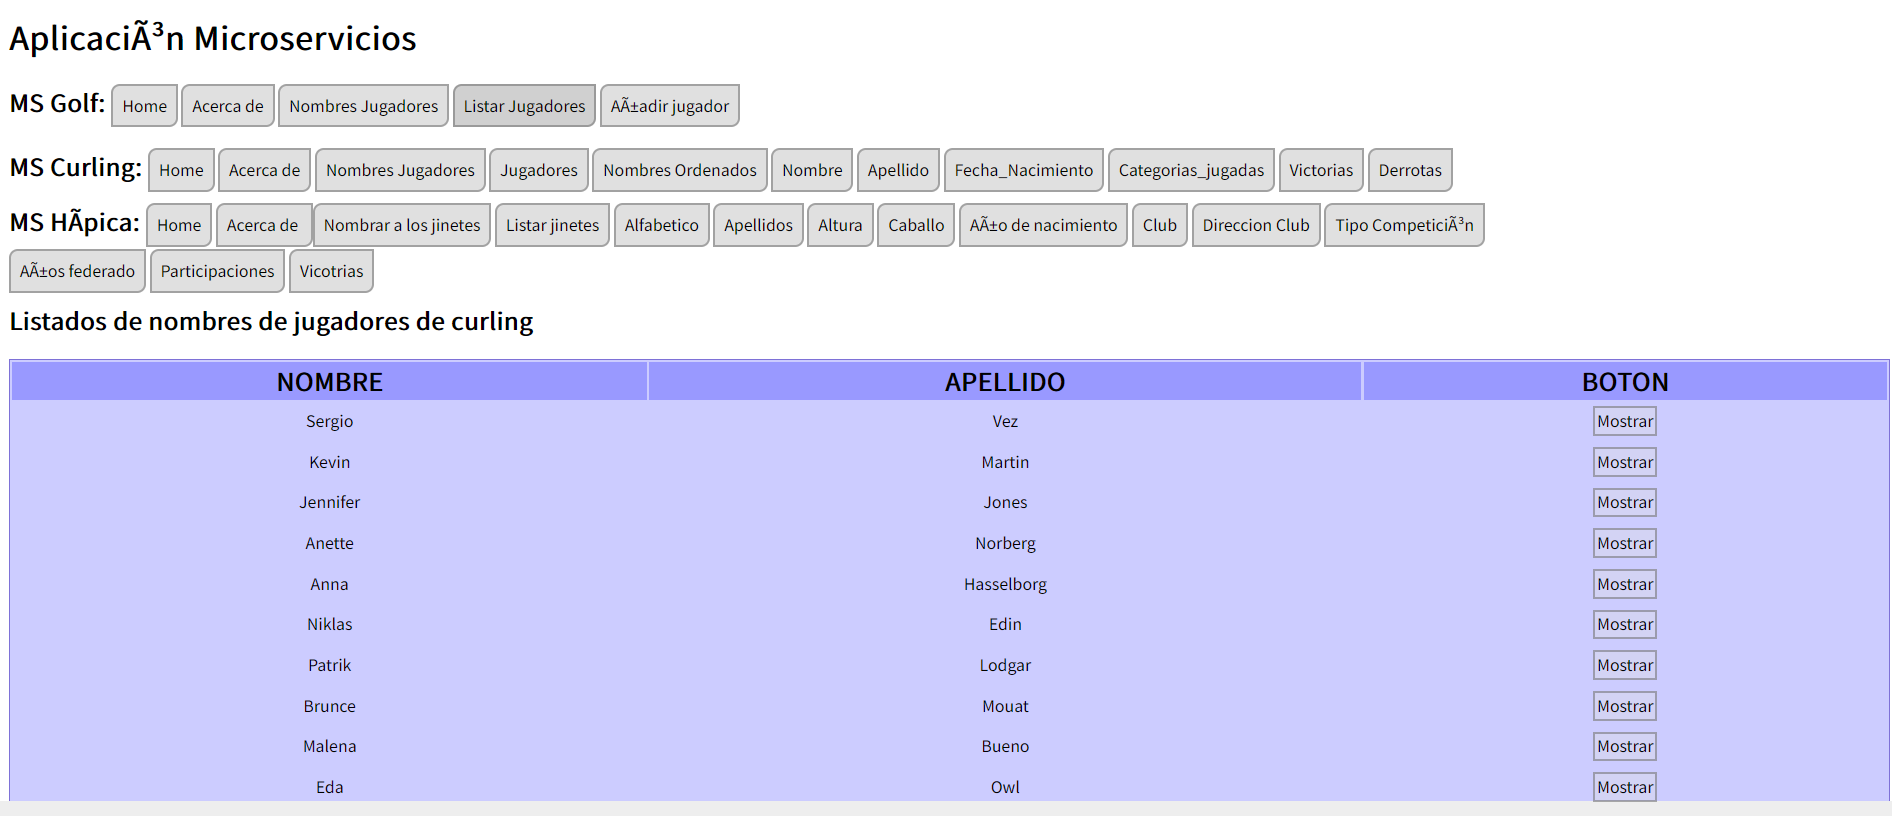 AplicaciÃ³n Microservicios
MS Golf: Home Acerca de Nombres Jugadores Listar Jugadores AÃ±adir jugador
MS Curling: Home Acerca de Nombres Jugadores Jugadores Nombres Ordenados Nombre Apellido Fecha_Nacimiento Categorias_jugadas Victorias Derrotas
MS HÃpica: Home Acerca de Nombrar a los jinetes Listar jinetes Alfabetico Apellidos Altura Caballo AÃ±o de nacimiento Club Direccion Club Tipo CompeticiÃ³n
AÃ±os federado Participaciones Vicotrias
Listados de nombres de jugadores de curling
NOMBRE APELLIDO BOTON
Sergio Vez Mostrar
Kevin Martin Mostrar
Jennifer Jones Mostrar
Anette Norberg Mostrar
Anna Hasselborg Mostrar
Niklas Edin Mostrar
Patrik Lodgar Mostrar
Brunce Mouat Mostrar
Malena Bueno Mostrar
Eda Owl Mostrar